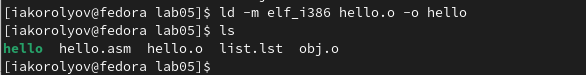 [iakorolyov@fedora lab05]$ ld -m elf_i386 hello.o -o hello
[iakorolyov@fedora lab05]$ ls
hello  hello.asm  hello.o  list.lst  obj.o
[iakorolyov@fedora lab05]$